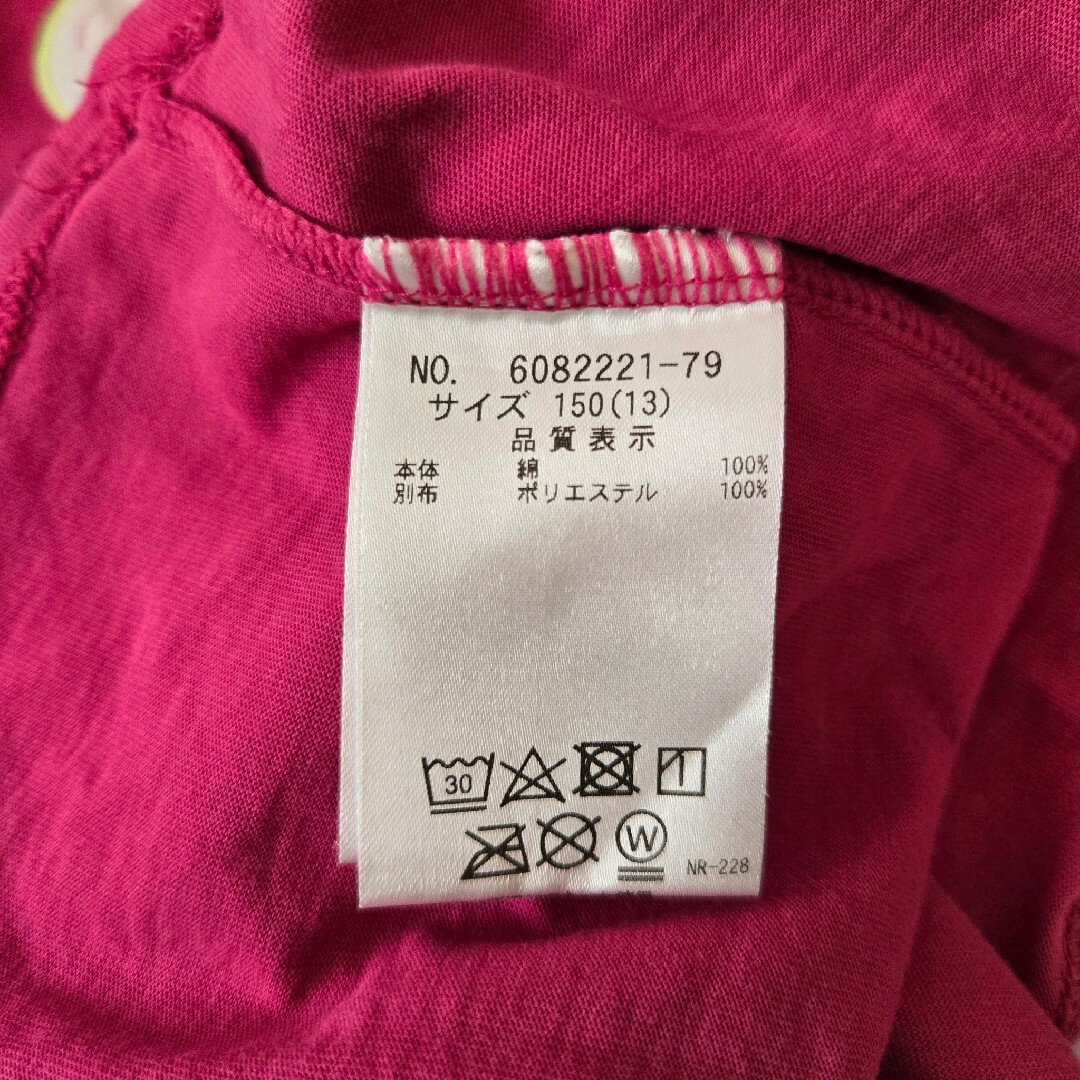 NO. 6082221-79
サイズ 150(13)
品質表示
本体 綿 100%
別布 ポリエステル 100%
30
W
NR-228